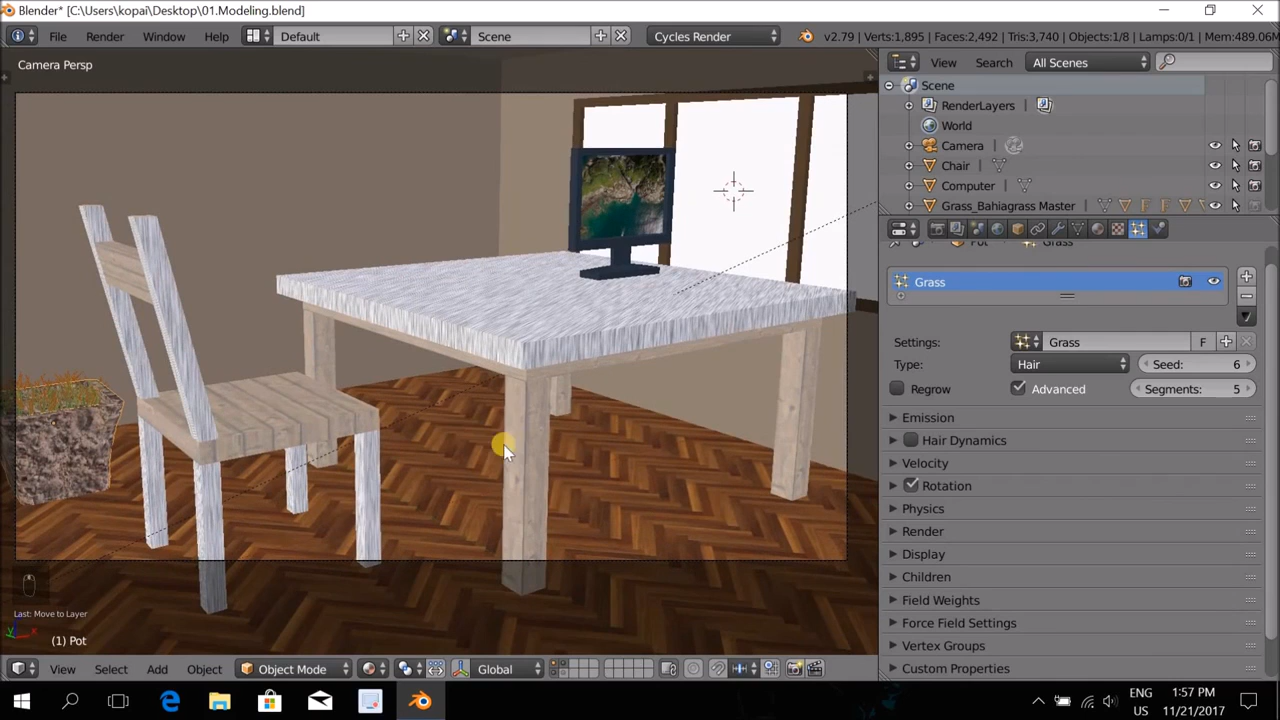 Blender* [C:\Users\kopai\Desktop\01.Modeling.blend]
File Render Window Help Default Scene Cycles Render v2.79 | Verts:1,895 | Faces:2,492 | Tris:3,740 | Objects:1/8 | Lamps:0/1 | Mem:489.06M
Camera Persp
View Search All Scenes
Scene
RenderLayers
World
Camera
Chair
Computer
Grass_Bahiagrass Master
Pot Grass
Grass
Settings: Grass F
Type: Hair Seed: 6
Regrow Advanced Segments: 5
Emission
Hair Dynamics
Velocity
Rotation
Physics
Render
Display
Children
Field Weights
Force Field Settings
Vertex Groups
Custom Properties
Last: Move to Layer
(1) Pot
View Select Add Object Object Mode Global
ENG
US
1:57 PM
11/21/2017